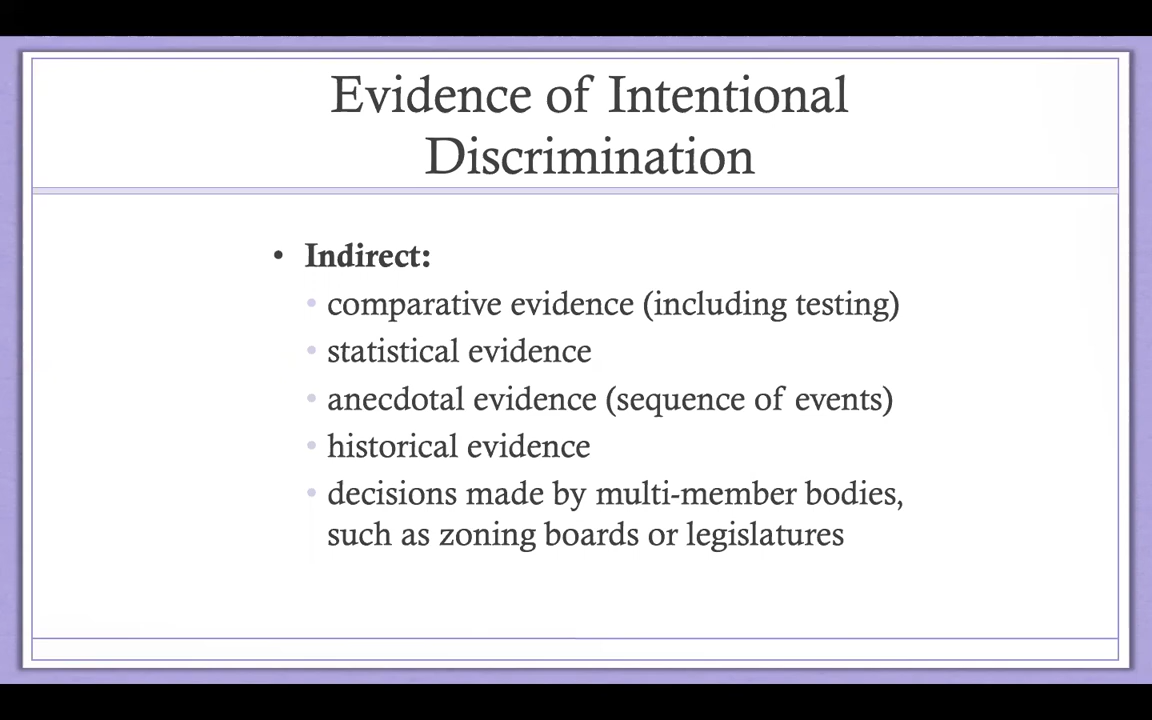 Evidence of Intentional
Discrimination
• Indirect:
• comparative evidence (including testing)
• statistical evidence
• anecdotal evidence (sequence of events)
• historical evidence
• decisions made by multi-member bodies,
such as zoning boards or legislatures